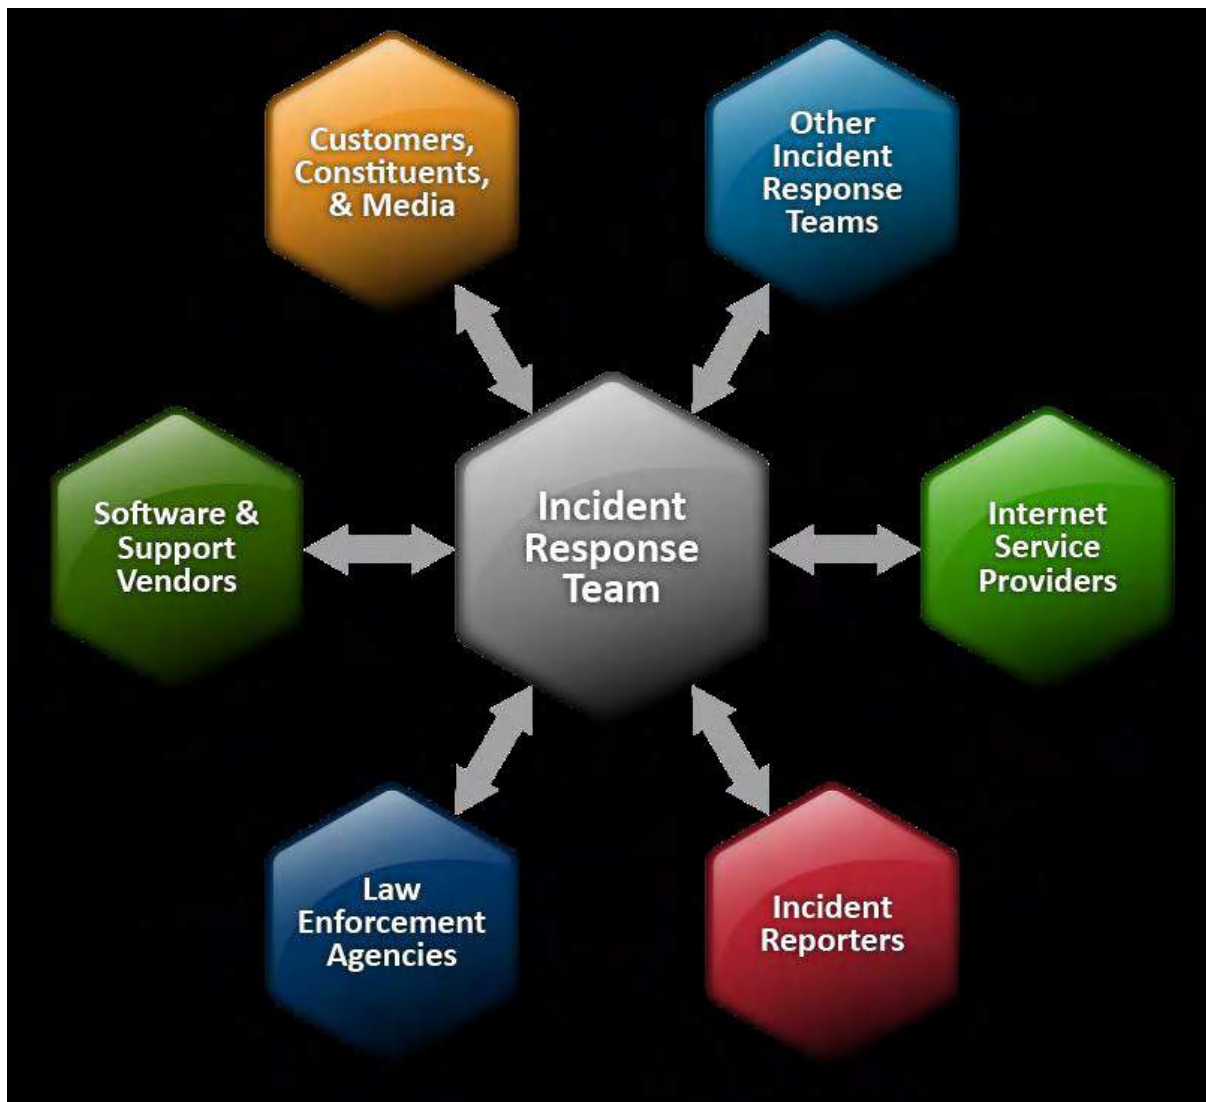 Customers,
Constituents,
& Media
Other
Incident
Response
Teams
Software &
Support
Vendors
Incident
Response
Team
Internet
Service
Providers
Law
Enforcement
Agencies
Incident
Reporters